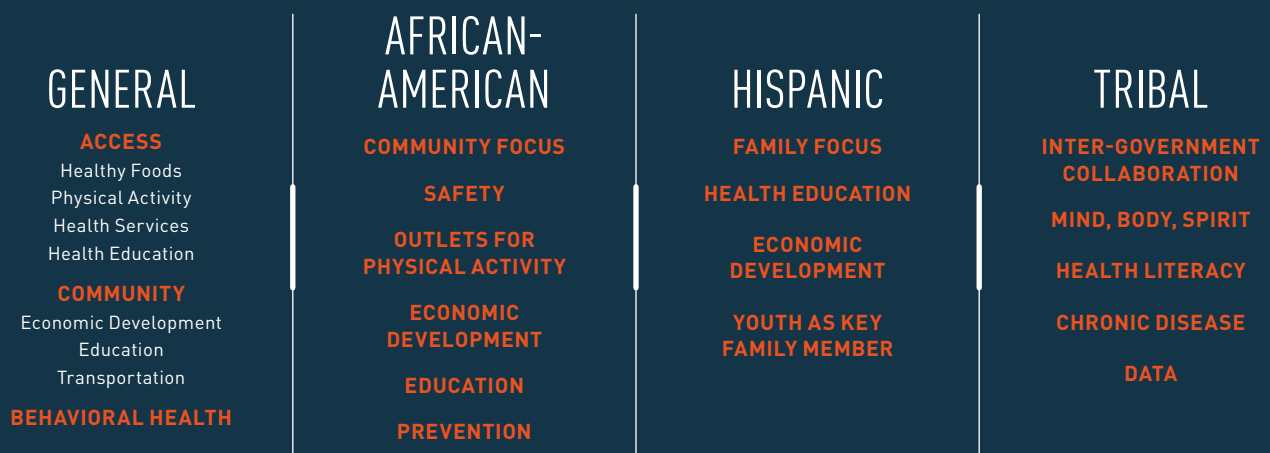 GENERAL
ACCESS
Healthy Foods
Physical Activity
Health Services
Health Education
COMMUNITY
Economic Development
Education
Transportation
BEHAVIORAL HEALTH
AFRICAN-
AMERICAN
COMMUNITY FOCUS
SAFETY
OUTLETS FOR
PHYSICAL ACTIVITY
ECONOMIC
DEVELOPMENT
EDUCATION
PREVENTION
HISPANIC
FAMILY FOCUS
HEALTH EDUCATION
ECONOMIC
DEVELOPMENT
YOUTH AS KEY
FAMILY MEMBER
TRIBAL
INTER-GOVERNMENT
COLLABORATION
MIND, BODY, SPIRIT
HEALTH LITERACY
CHRONIC DISEASE
DATA